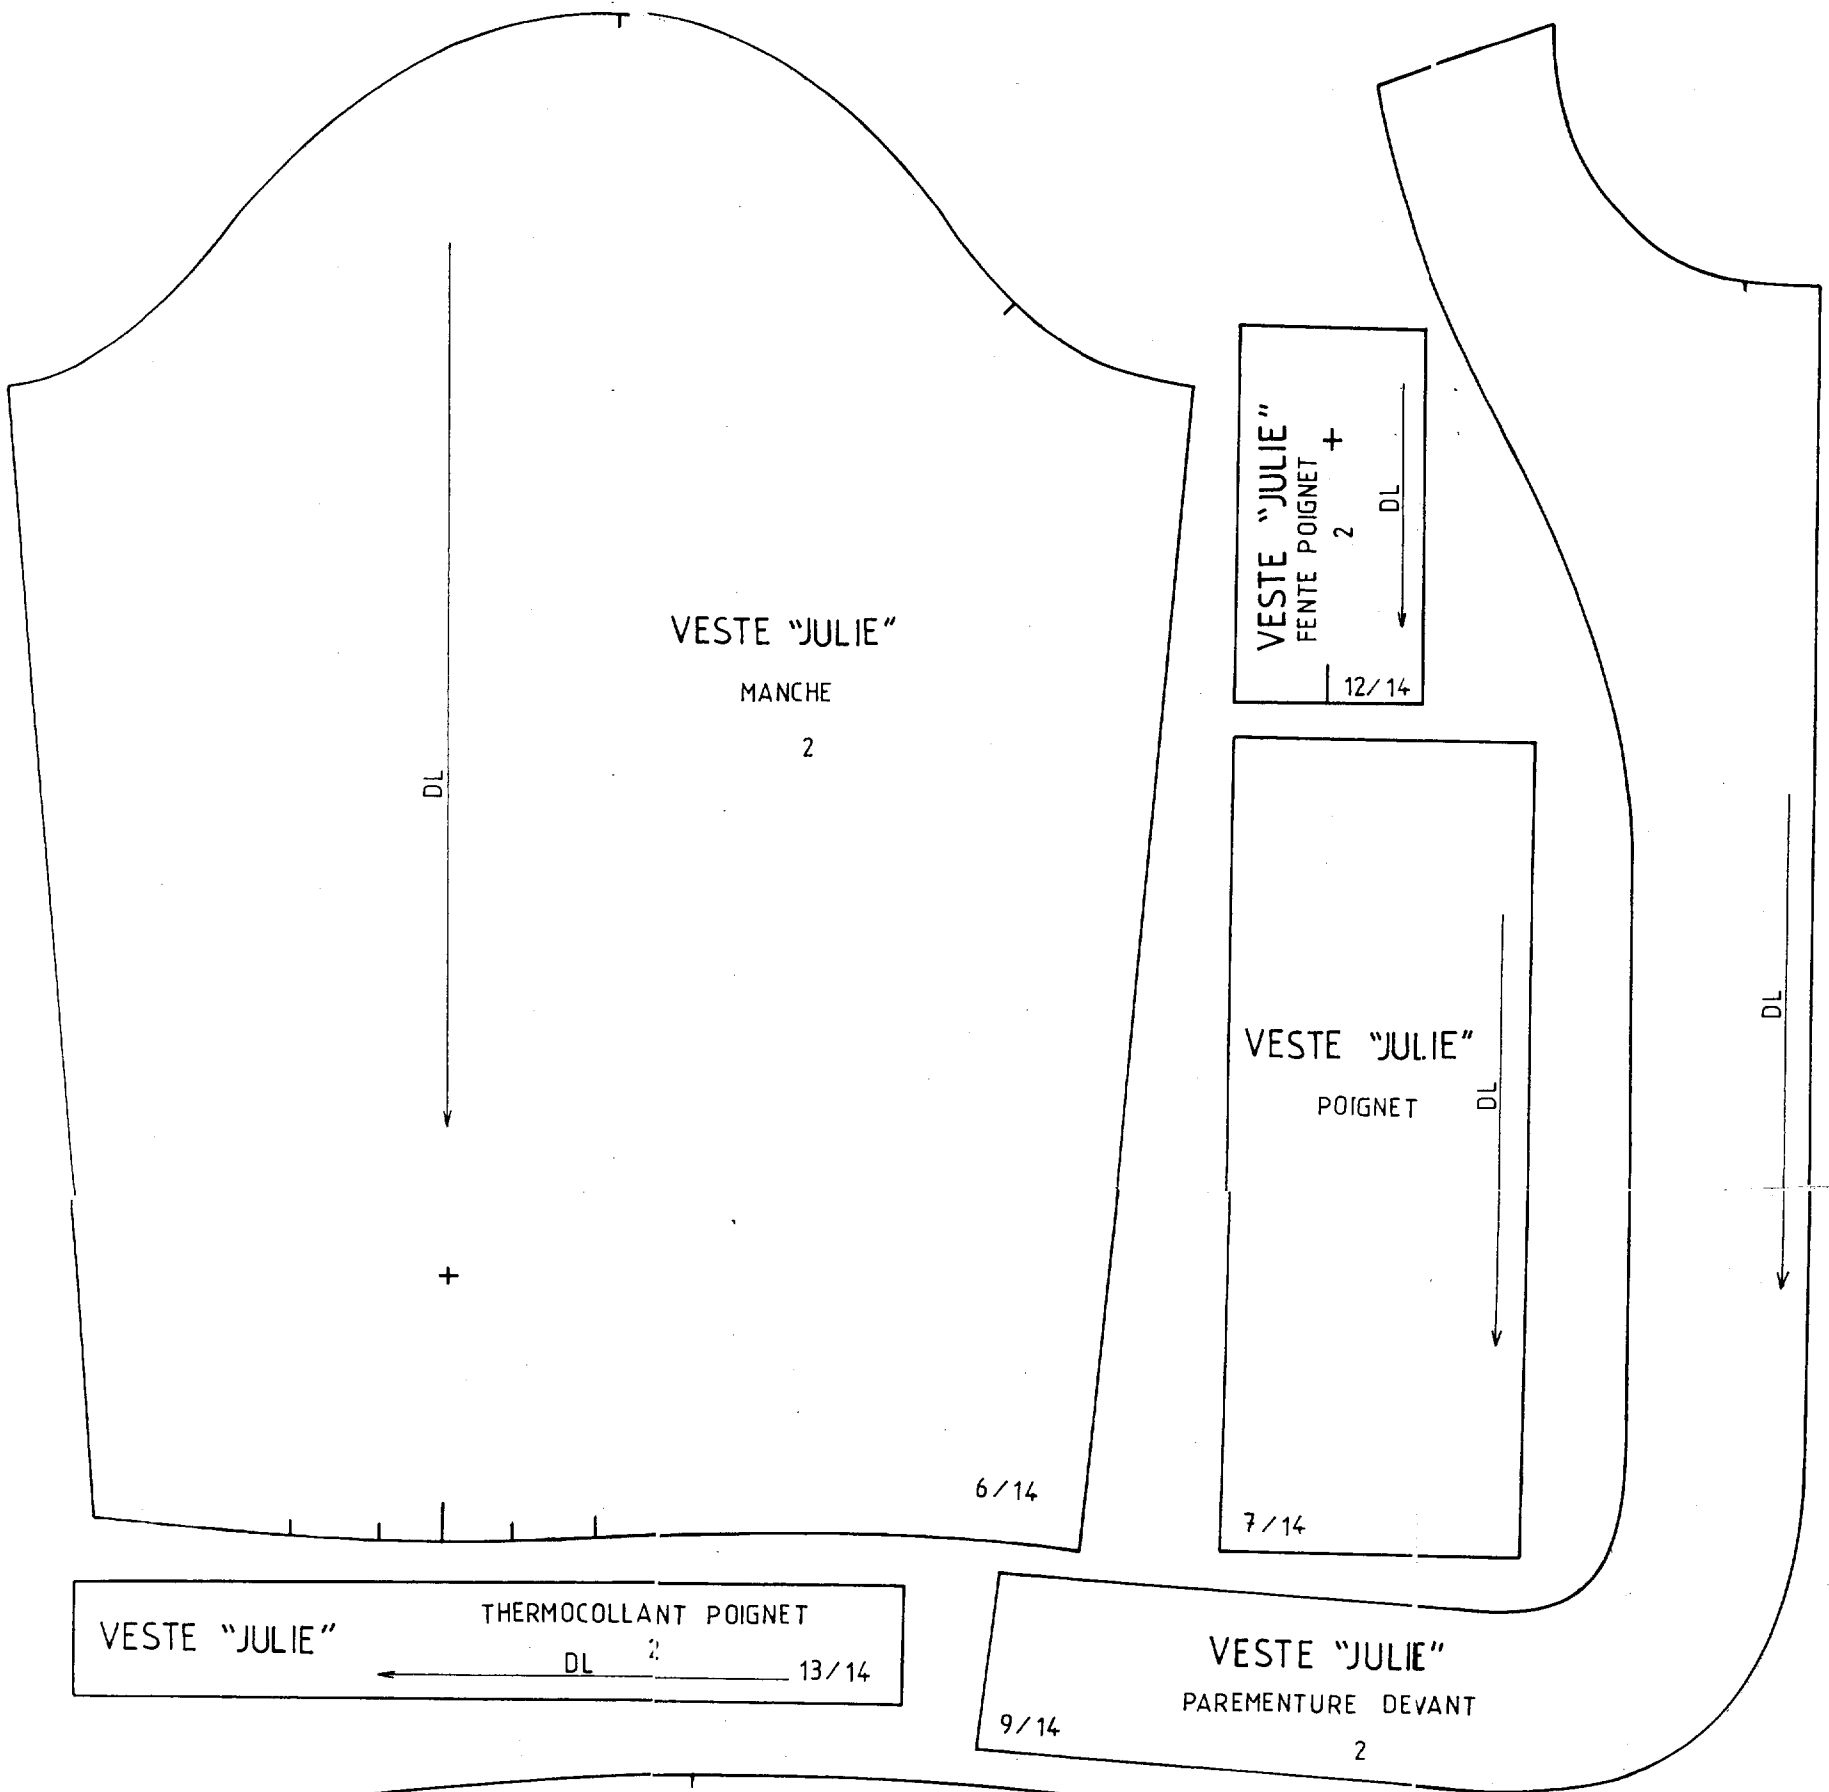 VESTE "JULIE"
MANCHE
2
DL
6/14
VESTE "JULIE"
FENTE POIGNET
2
DL
12/14
VESTE "JULIE"
POIGNET
DL
7/14
DL
VESTE "JULIE"
PAREMENTURE DEVANT
2
9/14
VESTE "JULIE"
THERMOCOLLANT POIGNET
2
DL
13/14